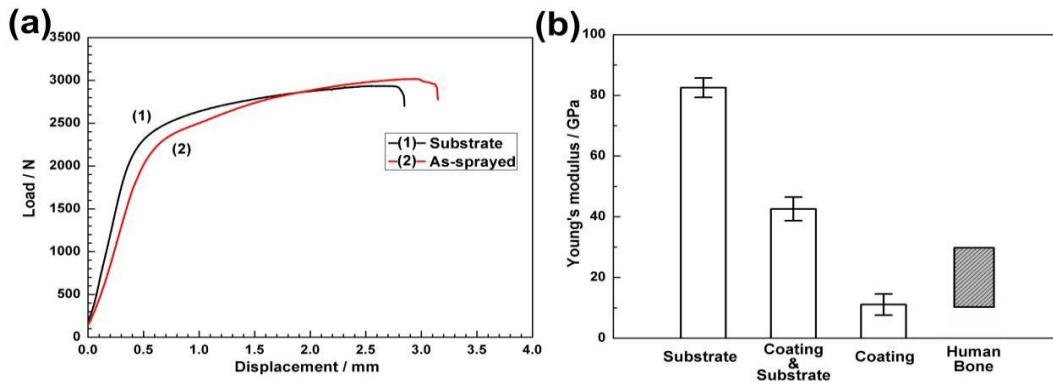 (a)
3500
3000
2500
2000
1500
1000
500
0
Load / N
0.0 0.5 1.0 1.5 2.0 2.5 3.0 3.5 4.0
Displacement / mm
(1)
(2)
(1) Substrate
(2) As-sprayed
(b)
100
80
60
40
20
0
Young's modulus / GPa
Substrate
Coating
&
Substrate
Coating
Human
Bone